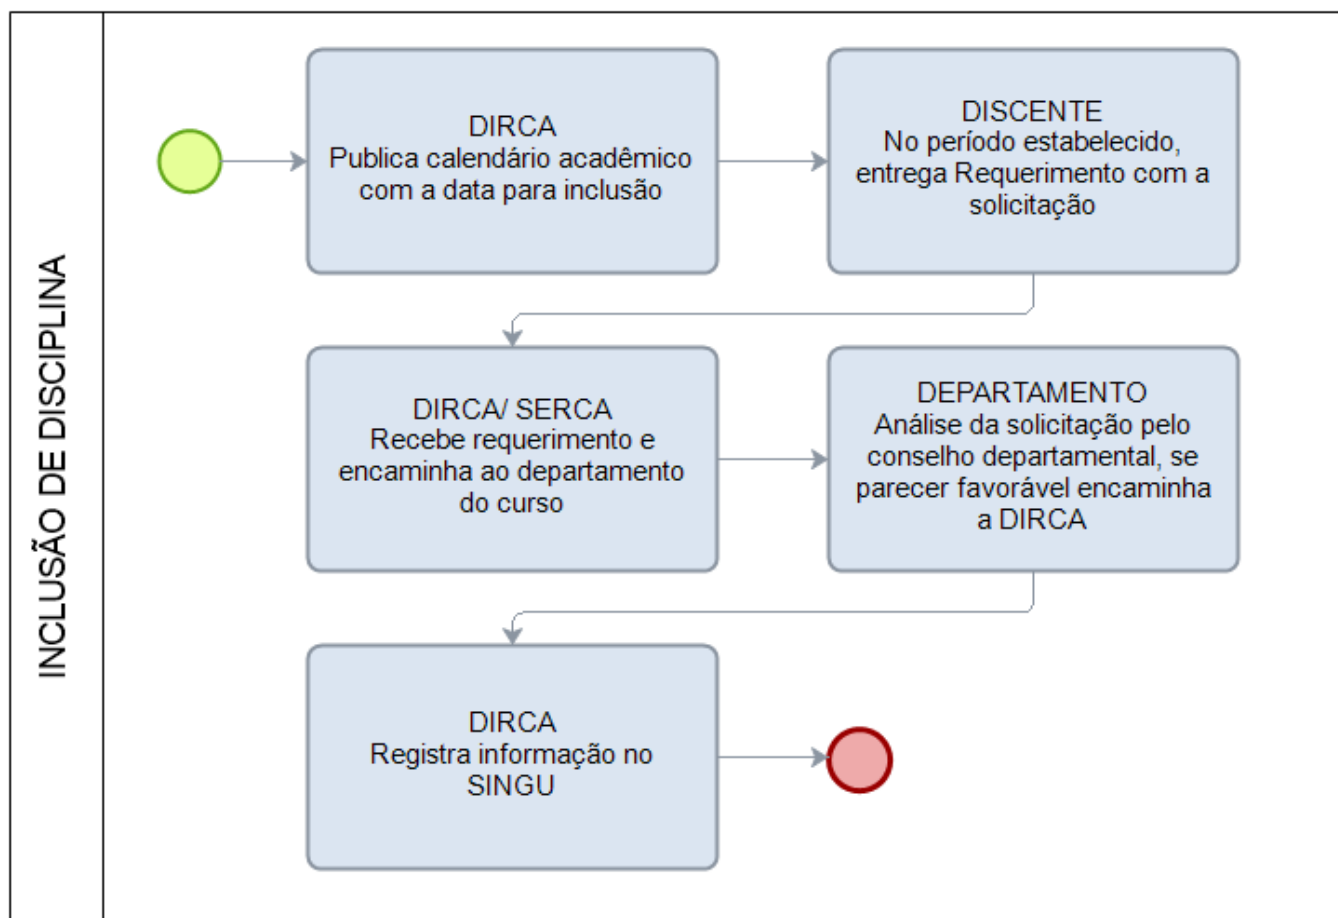 INCLUSÃO DE DISCIPLINA
DIRCA
Publica calendário acadêmico
com a data para inclusão
DISCENTE
No período estabelecido,
entrega Requerimento com a
solicitação
DIRCA/ SERCA
Recebe requerimento e
encaminha ao departamento
do curso
DEPARTAMENTO
Análise da solicitação pelo
conselho departamental, se
parecer favorável encaminha
a DIRCA
DIRCA
Registra informação no
SINGU